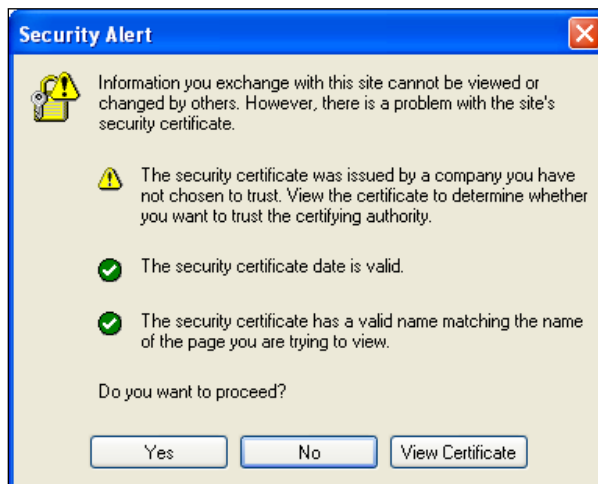 Security Alert
Information you exchange with this site cannot be viewed or
changed by others. However, there is a problem with the site's
security certificate.
The security certificate was issued by a company you have
not chosen to trust. View the certificate to determine whether
you want to trust the certifying authority.
The security certificate date is valid.
The security certificate has a valid name matching the name
of the page you are trying to view.
Do you want to proceed?
Yes No View Certificate